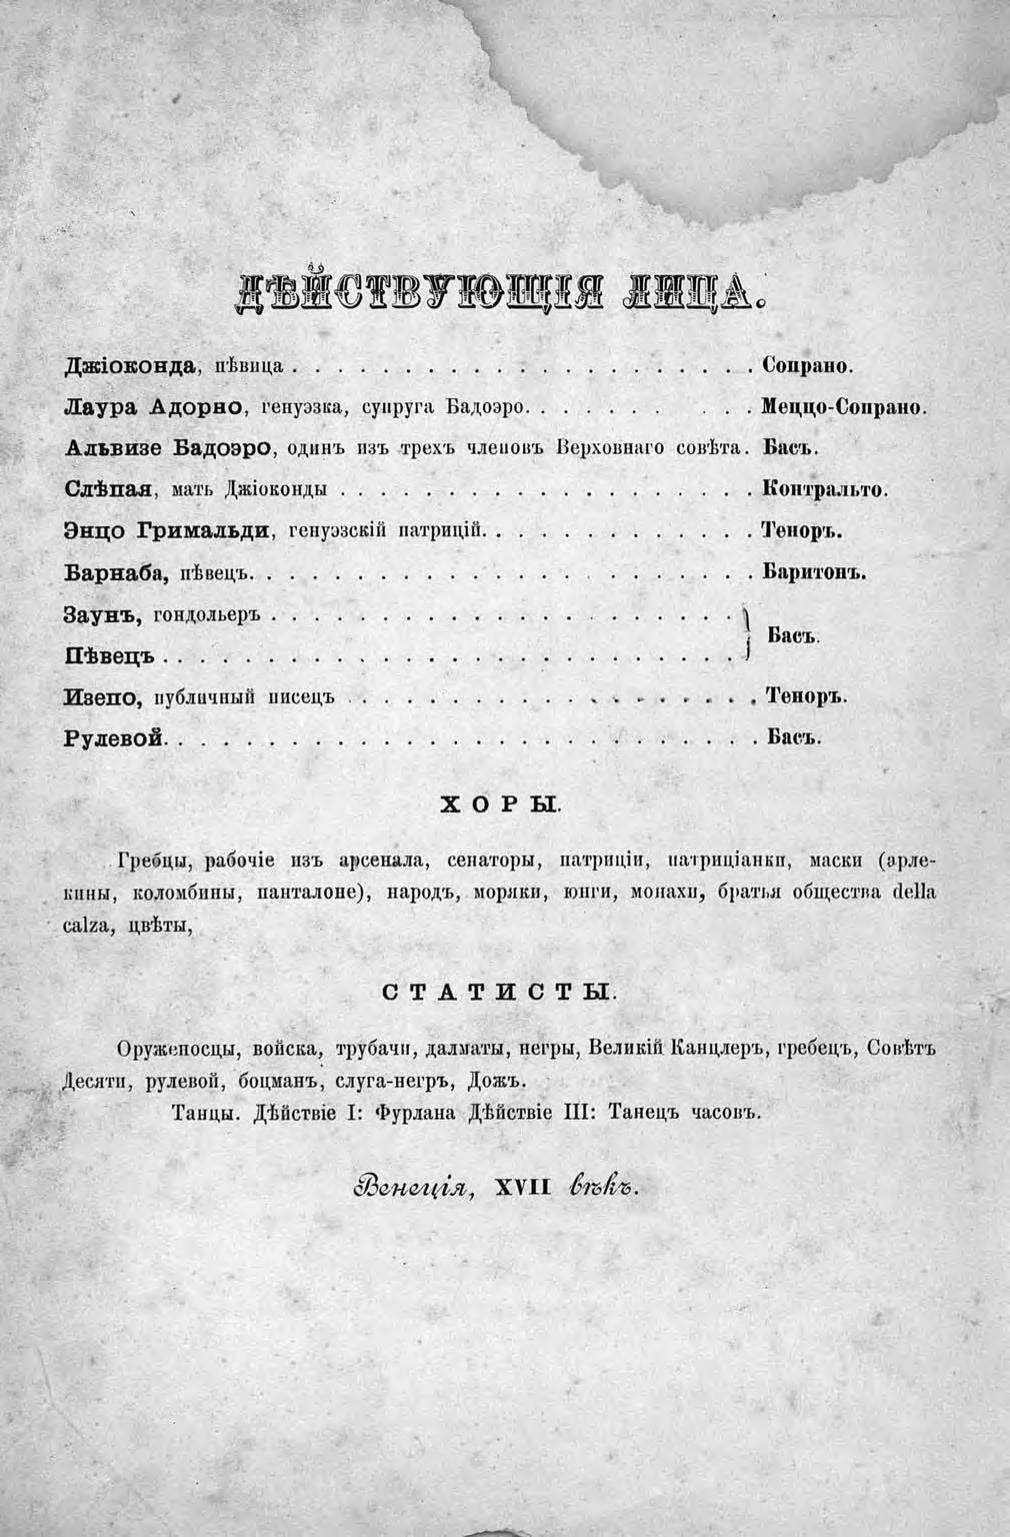 ДѢЙСТВУЮЩІЯ ЛИЦА.
Джіоконда, пѣвица . . . . . . . . . . . . . . . . . . . . . . Сопрано.
Лаура Адорно, генуэзка, супруга Бадоэро. . . . . . . . . . Меццо-Сопрано.
Альвизе Бадоэро, одинъ изъ трехъ членовъ Верховнаго совѣта. Басъ.
Слѣпая, мать Джіоконды . . . . . . . . . . . . . . . . . . . Контральто.
Энцо Гримальди, генуэзскій патрицій. . . . . . . . . . . . . Теноръ.
Барнаба, пѣвецъ. . . . . . . . . . . . . . . . . . . . . . . Баритонъ.
Заунъ, гондольеръ . . . . . . . . . . . . . . . . . . . . .
Басъ.
Пѣвецъ . . . . . . . . . . . . . . . . . . . . . . . . . .
Изепо, публичный писецъ . . . . . . . . . . . . . . . . . . Теноръ.
Рулевой. . . . . . . . . . . . . . . . . . . . . . . . . . . Басъ.
ХОРЫ.
Гребцы, рабочіе изъ арсенала, сенаторы, патриціи, патриціанки, маски (арле-
кины, коломбины, панталоне), народъ, моряки, юнги, монахи, братья общества della
calza, цвѣты,
СТАТИСТЫ.
Оруженосцы, войска, трубачи, далматы, негры, Великій Канцлеръ, гребецъ, Совѣтъ
Десяти, рулевой, боцманъ, слуга-негръ, Дожъ.
Танцы. Дѣйствіе I: Фурлана Дѣйствіе III: Танецъ часовъ.
Венеція, XVII вѣкъ.